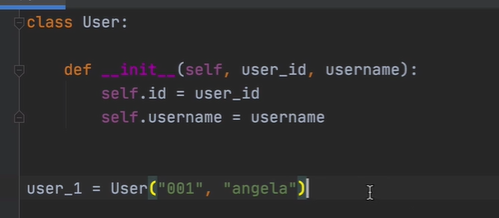 class User:
    def __init__(self, user_id, username):
        self.id = user_id
        self.username = username
user_1 = User("001", "angela")